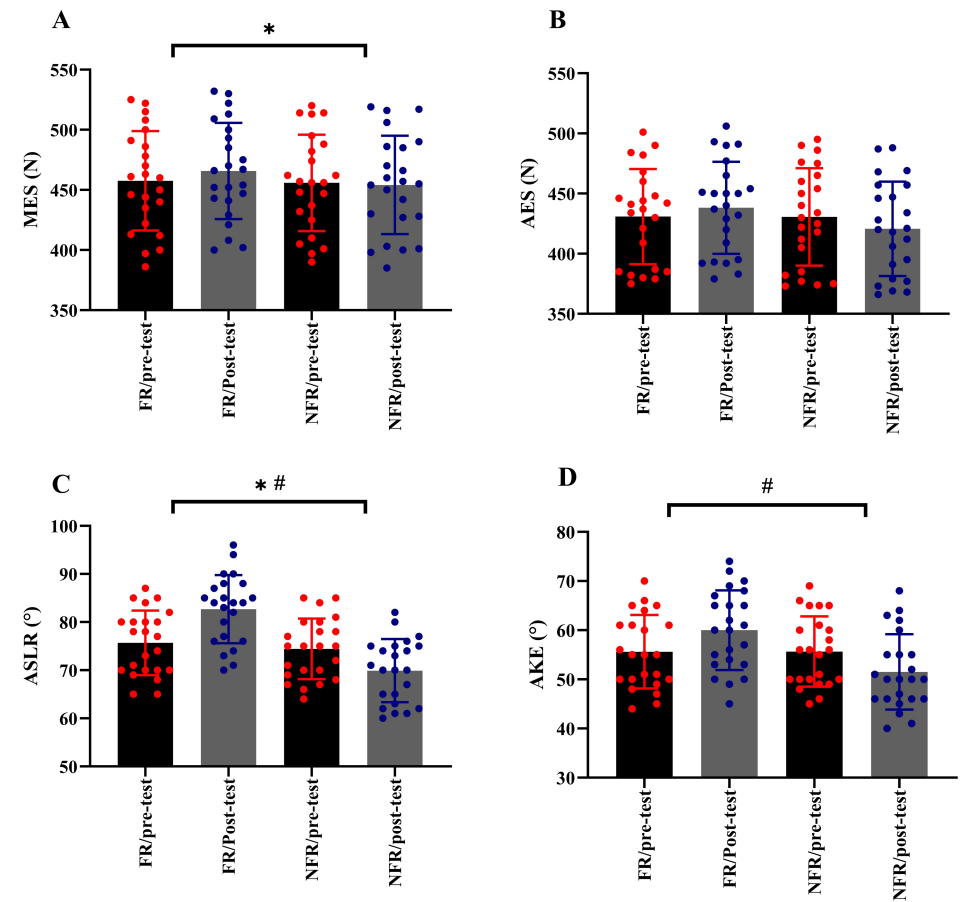 A
*
MES (N)
550
500
450
400
350
FR/pre-test
FR/Post-test
NFR/pre-test
NFR/post-test
B
AES (N)
550
500
450
400
350
FR/pre-test
FR/Post-test
NFR/pre-test
NFR/post-test
C
* #
ASLR (°)
100
90
80
70
60
50
FR/pre-test
FR/Post-test
NFR/pre-test
NFR/post-test
D
#
AKE (°)
80
70
60
50
40
30
FR/pre-test
FR/Post-test
NFR/pre-test
NFR/post-test